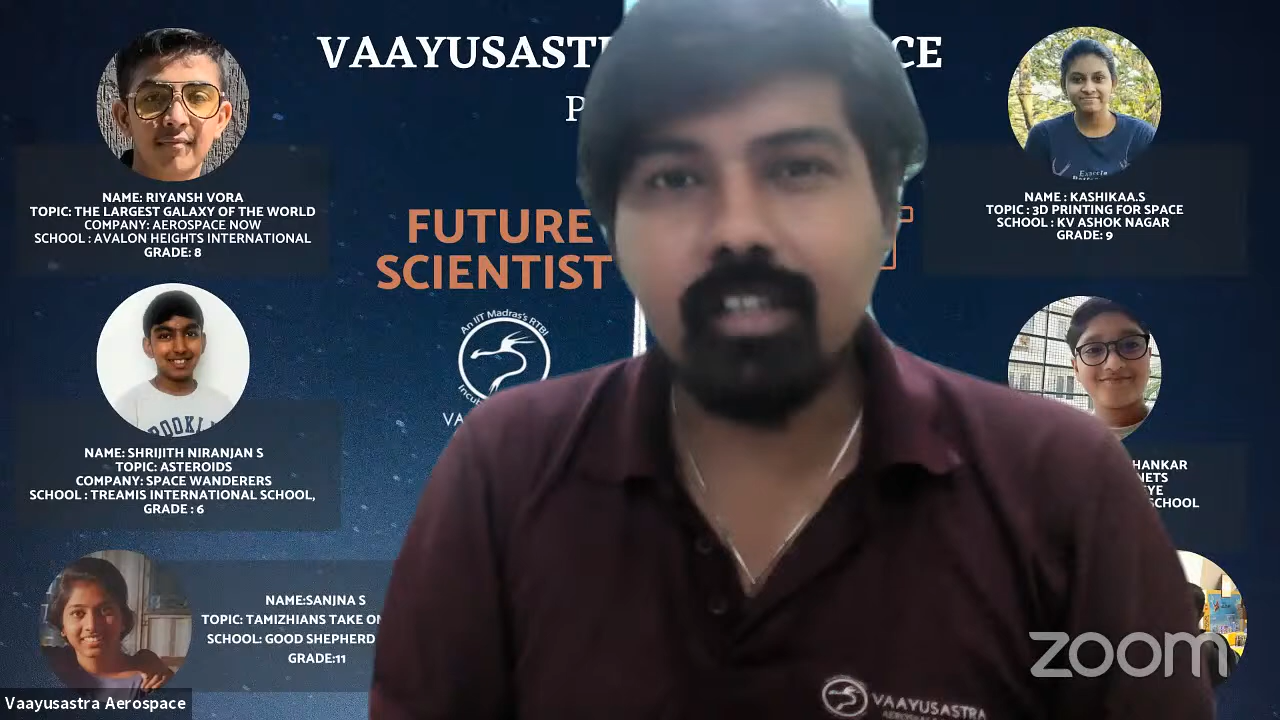 VAAYUSASTR
CE
P
FUTURE
SCIENTIST
An IIT Madras's RTBI
Incub
VA
NAME: RIYANSH VORA
TOPIC: THE LARGEST GALAXY OF THE WORLD
COMPANY: AEROSPACE NOW
SCHOOL : AVALON HEIGHTS INTERNATIONAL
GRADE: 8
NAME : KASHIKAA.S
TOPIC : 3D PRINTING FOR SPACE
SCHOOL : KV ASHOK NAGAR
GRADE: 9
NAME: SHRIJITH NIRANJAN S
TOPIC: ASTEROIDS
COMPANY: SPACE WANDERERS
SCHOOL : TREAMIS INTERNATIONAL SCHOOL,
GRADE : 6
HANKAR
NETS
YE
SCHOOL
NAME:SANJNA S
TOPIC: TAMIZHIANS TAKE ON
SCHOOL: GOOD SHEPHERD
GRADE:11
VAAYUSASTRA
zoom
Vaayusastra Aerospace